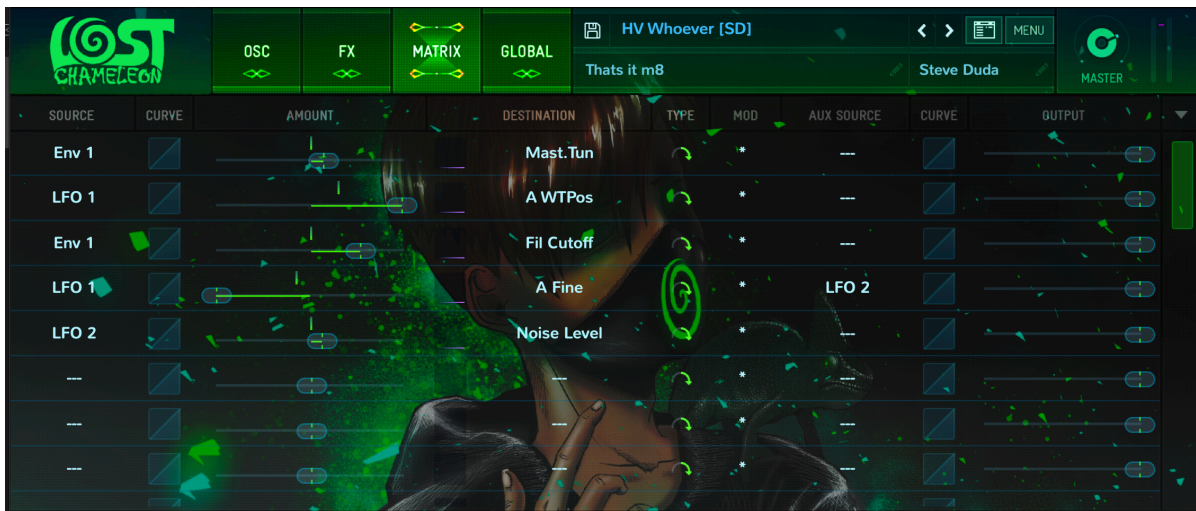 LOST
CHAMELEON
OSC
FX
MATRIX
GLOBAL
HV Whoever [SD]
MENU
Thats it m8
Steve Duda
MASTER
SOURCE CURVE AMOUNT DESTINATION TYPE MOD AUX SOURCE CURVE OUTPUT
Env 1 Mast.Tun * ---
LFO 1 A WTPos * ---
Env 1 Fil Cutoff * ---
LFO 1 A Fine * LFO 2
LFO 2 Noise Level * ---
--- --- * ---
--- --- * ---
--- --- * ---